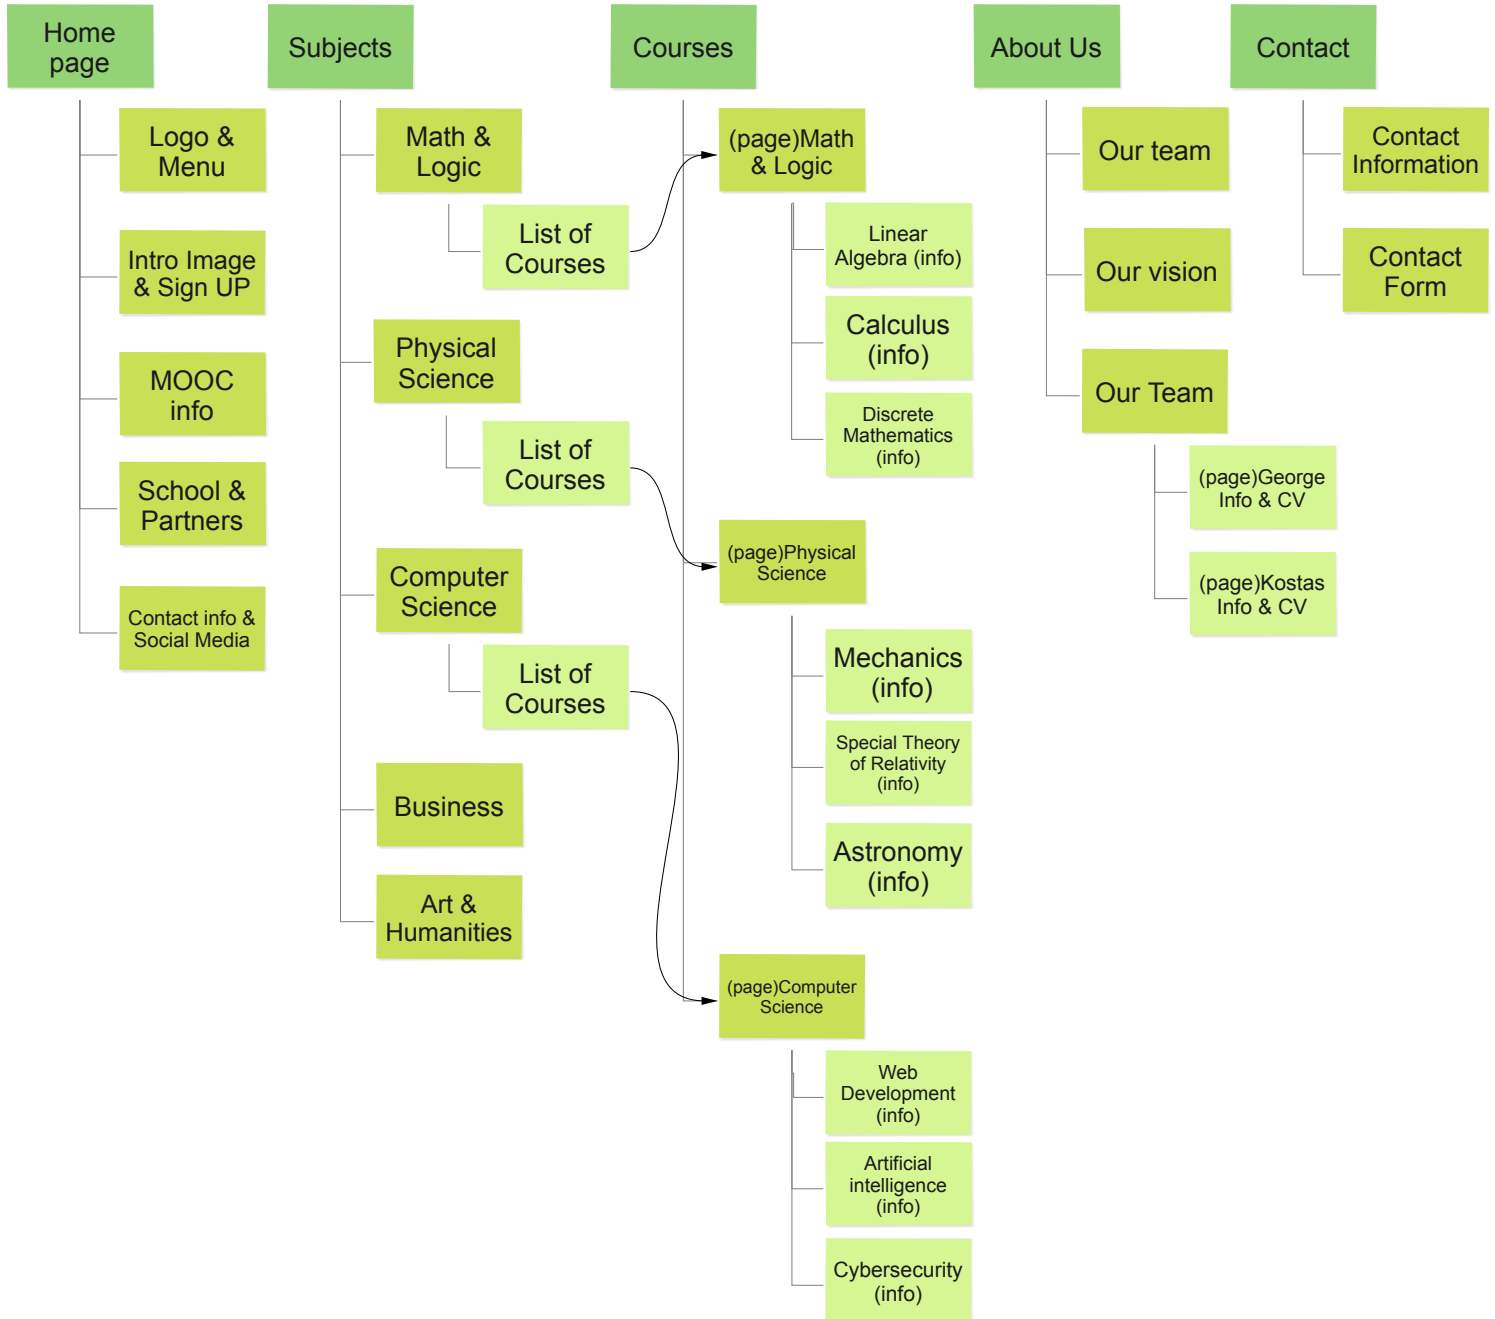 Home
page
Subjects
Courses
About Us
Contact
Logo &
Menu
Intro Image
& Sign UP
MOOC
info
School &
Partners
Contact info &
Social Media
Math &
Logic
List of
Courses
Physical
Science
List of
Courses
Computer
Science
List of
Courses
Business
Art &
Humanities
(page)Math
& Logic
Linear
Algebra (info)
Calculus
(info)
Discrete
Mathematics
(info)
(page)Physical
Science
Mechanics
(info)
Special Theory
of Relativity
(info)
Astronomy
(info)
(page)Computer
Science
Web
Development
(info)
Artificial
intelligence
(info)
Cybersecurity
(info)
Our team
Our vision
Our Team
(page)George
Info & CV
(page)Kostas
Info & CV
Contact
Information
Contact
Form